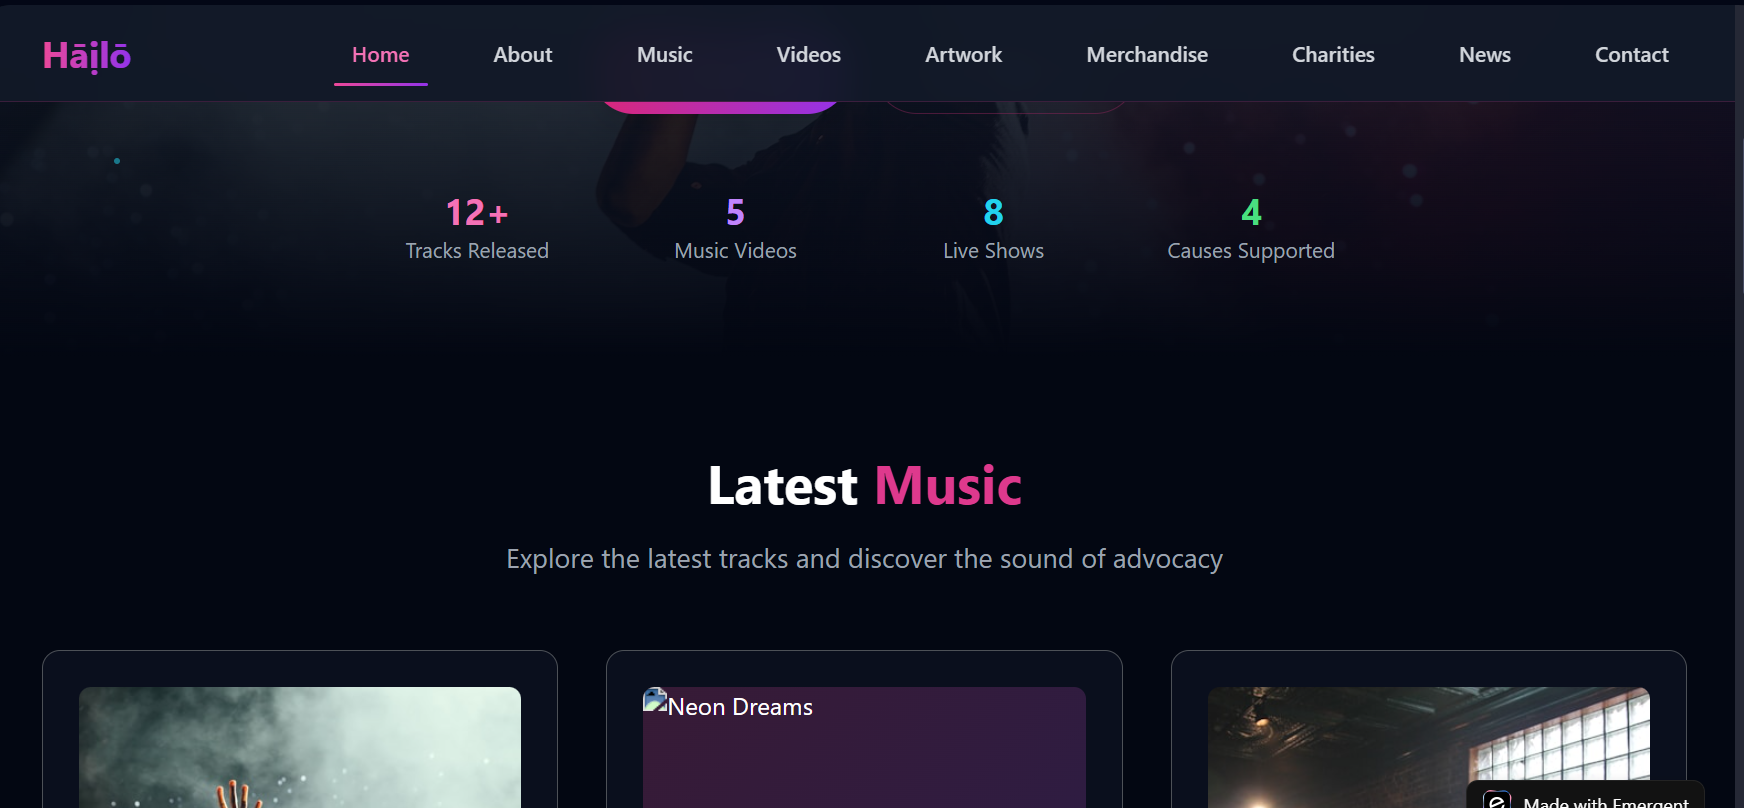 Hāịlō
Home About Music Videos Artwork Merchandise Charities News Contact
12+ 5 8 4
Tracks Released Music Videos Live Shows Causes Supported
Latest Music
Explore the latest tracks and discover the sound of advocacy
Neon Dreams
Made with Emergent